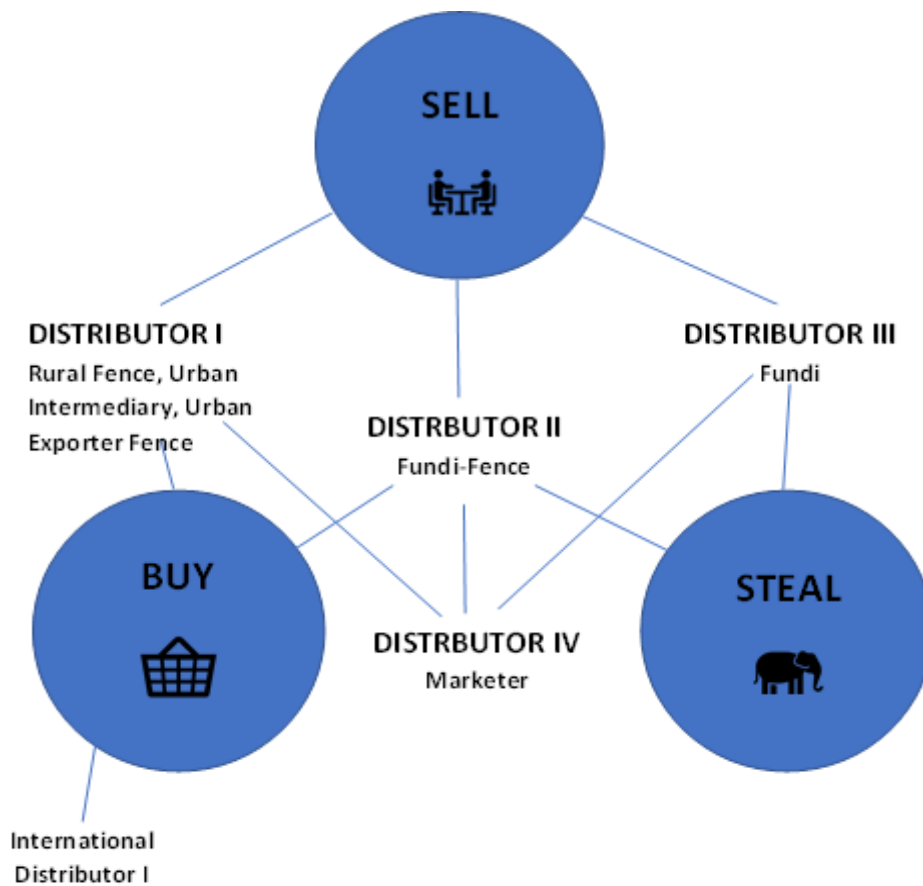 SELL
DISTRIBUTOR I
Rural Fence, Urban
Intermediary, Urban
Exporter Fence
DISTRIBUTOR III
Fundi
DISTRBUTOR II
Fundi-Fence
BUY
STEAL
DISTRBUTOR IV
Marketer
International
Distributor I